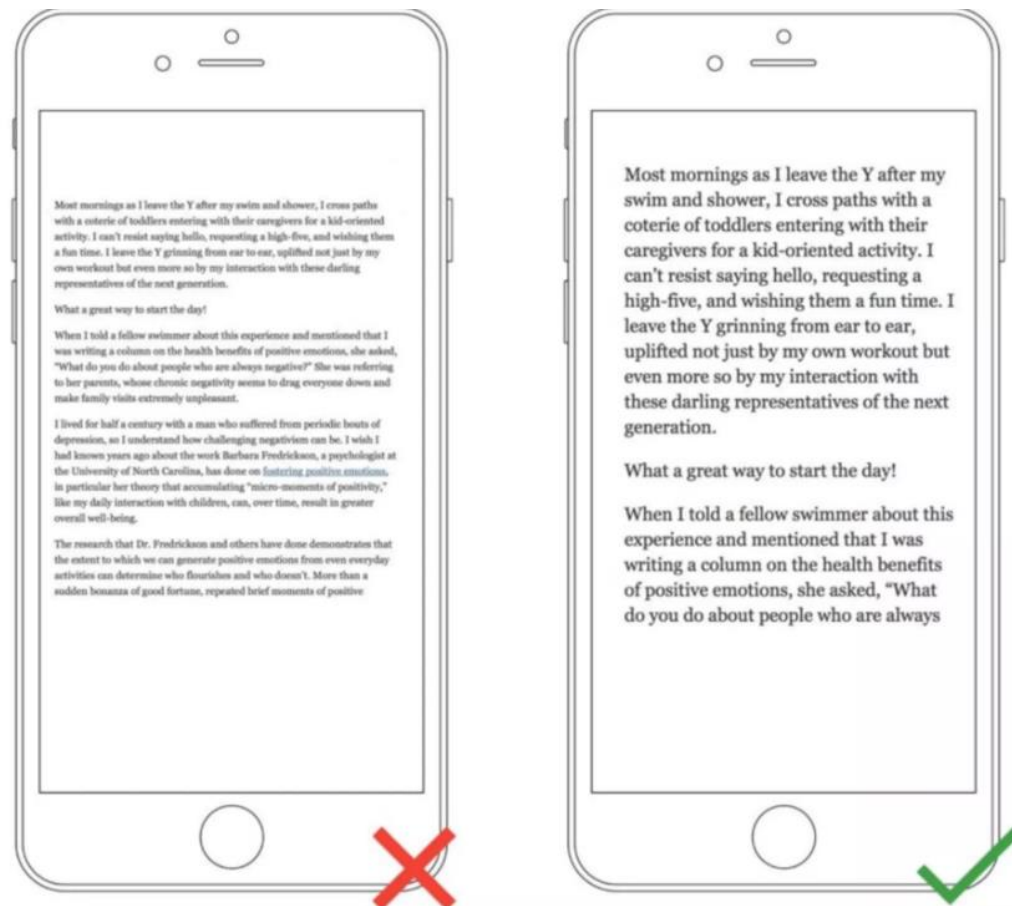 Most mornings as I leave the Y after my swim and shower, I cross paths
with a coterie of toddlers entering with their caregivers for a kid-oriented
activity. I can't resist saying hello, requesting a high-five, and wishing them
a fun time. I leave the Y grinning from ear to ear, uplifted not just by my
own workout but even more so by my interaction with these darling
representatives of the next generation.
What a great way to start the day!
When I told a fellow swimmer about this experience and mentioned that I
was writing a column on the health benefits of positive emotions, she asked,
"What do you do about people who are always negative?" She was referring
to her parents, whose chronic negativity seems to drag everyone down and
make family visits extremely unpleasant.
I lived for half a century with a man who suffered from periodic bouts of
depression, so I understand how challenging negativism can be. I wish I
had known years ago about the work Barbara Fredrickson, a psychologist at
the University of North Carolina, has done on fostering positive emotions,
in particular her theory that accumulating "micro-moments of positivity,"
like my daily interaction with children, can, over time, result in greater
overall well-being.
The research that Dr. Fredrickson and others have done demonstrates that
the extent to which we can generate positive emotions from even everyday
activities can determine who flourishes and who doesn't. More than a
sudden bonanza of good fortune, repeated brief moments of positive
Most mornings as I leave the Y after my
swim and shower, I cross paths with a
coterie of toddlers entering with their
caregivers for a kid-oriented activity. I
can't resist saying hello, requesting a
high-five, and wishing them a fun time. I
leave the Y grinning from ear to ear,
uplifted not just by my own workout but
even more so by my interaction with
these darling representatives of the next
generation.
What a great way to start the day!
When I told a fellow swimmer about this
experience and mentioned that I was
writing a column on the health benefits
of positive emotions, she asked, "What
do you do about people who are always